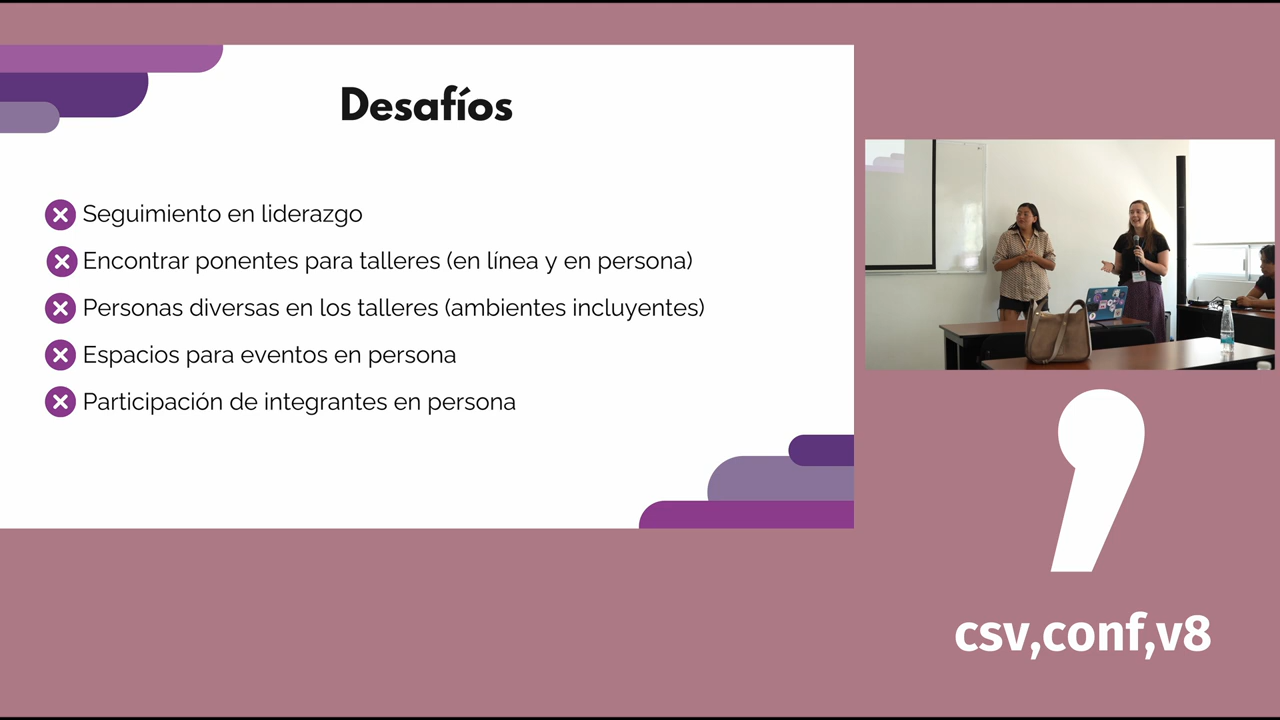 Desafíos
Seguimiento en liderazgo
Encontrar ponentes para talleres (en línea y en persona)
Personas diversas en los talleres (ambientes incluyentes)
Espacios para eventos en persona
Participación de integrantes en persona
csv,conf,v8